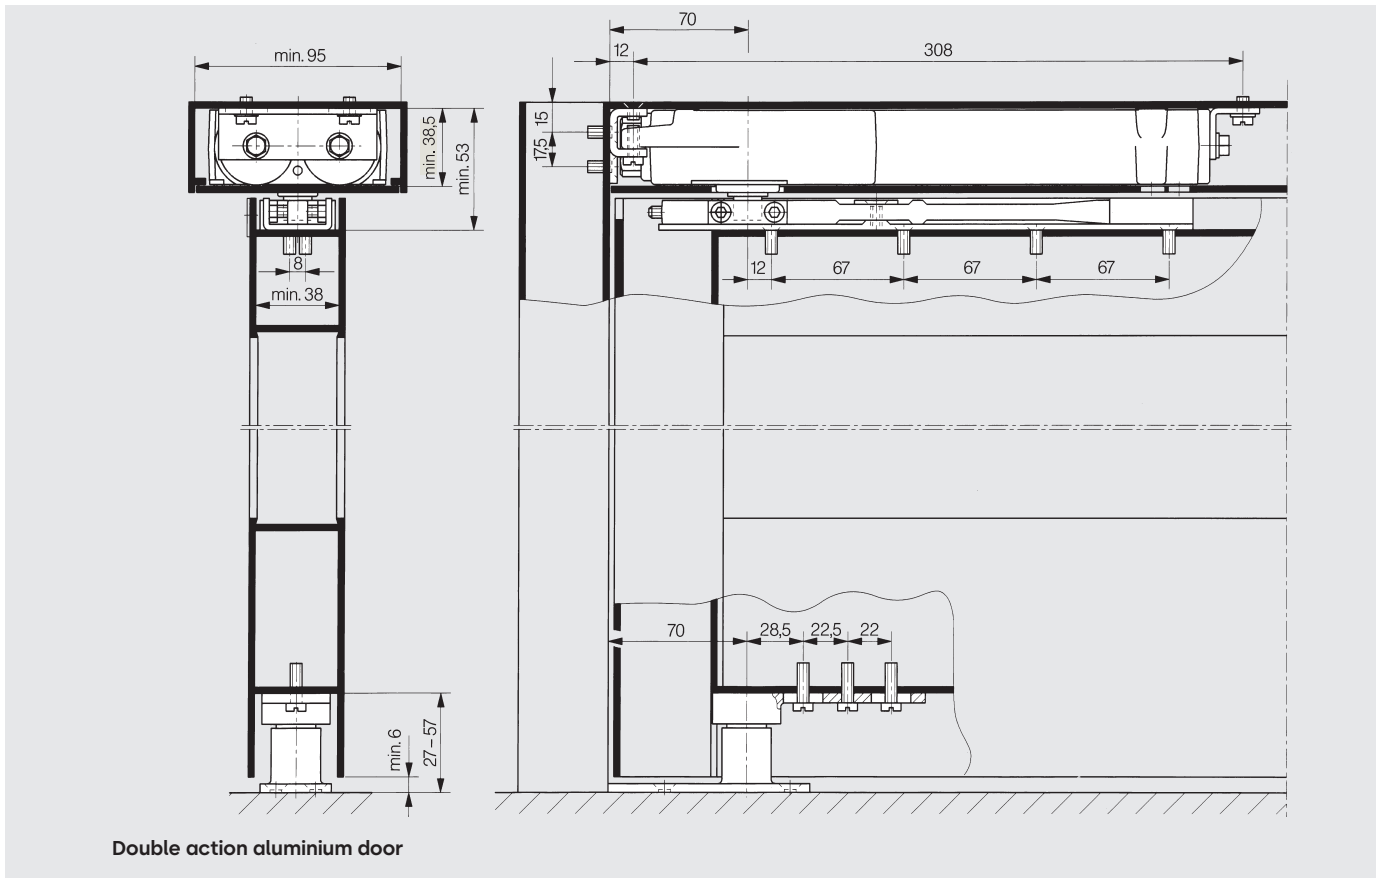 70
12
308
min. 95
15
17,5
min. 38,5
min. 53
8
min. 38
12
67
67
67
70
28,5
22,5
22
min. 6
27 – 57
Double action aluminium door